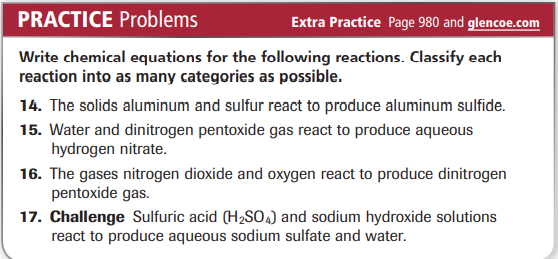 PRACTICE Problems
Extra Practice Page 980 and glencoe.com
Write chemical equations for the following reactions. Classify each
reaction into as many categories as possible.
14. The solids aluminum and sulfur react to produce aluminum sulfide.
15. Water and dinitrogen pentoxide gas react to produce aqueous
hydrogen nitrate.
16. The gases nitrogen dioxide and oxygen react to produce dinitrogen
pentoxide gas.
17. Challenge Sulfuric acid (H₂SO₄) and sodium hydroxide solutions
react to produce aqueous sodium sulfate and water.